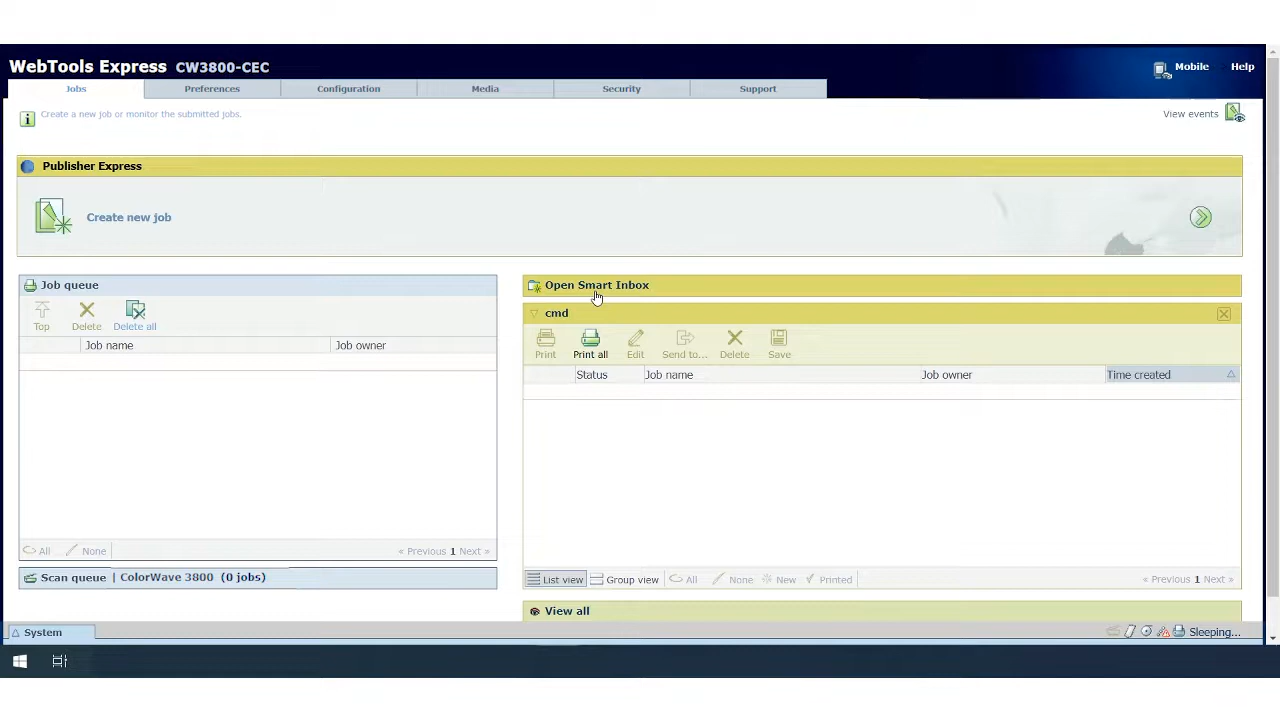 WebTools Express CW3800-CEC
Mobile Help
Jobs Preferences Configuration Media Security Support
Create a new job or monitor the submitted jobs.
View events
Publisher Express
Create new job
Job queue
Top Delete Delete all
Job name Job owner
All None « Previous 1 Next »
Scan queue | ColorWave 3800 (0 jobs)
Open Smart Inbox
cmd
Print Print all Edit Send to... Delete Save
Status Job name Job owner Time created
List view Group view All None New Printed « Previous 1 Next »
View all
System Sleeping...